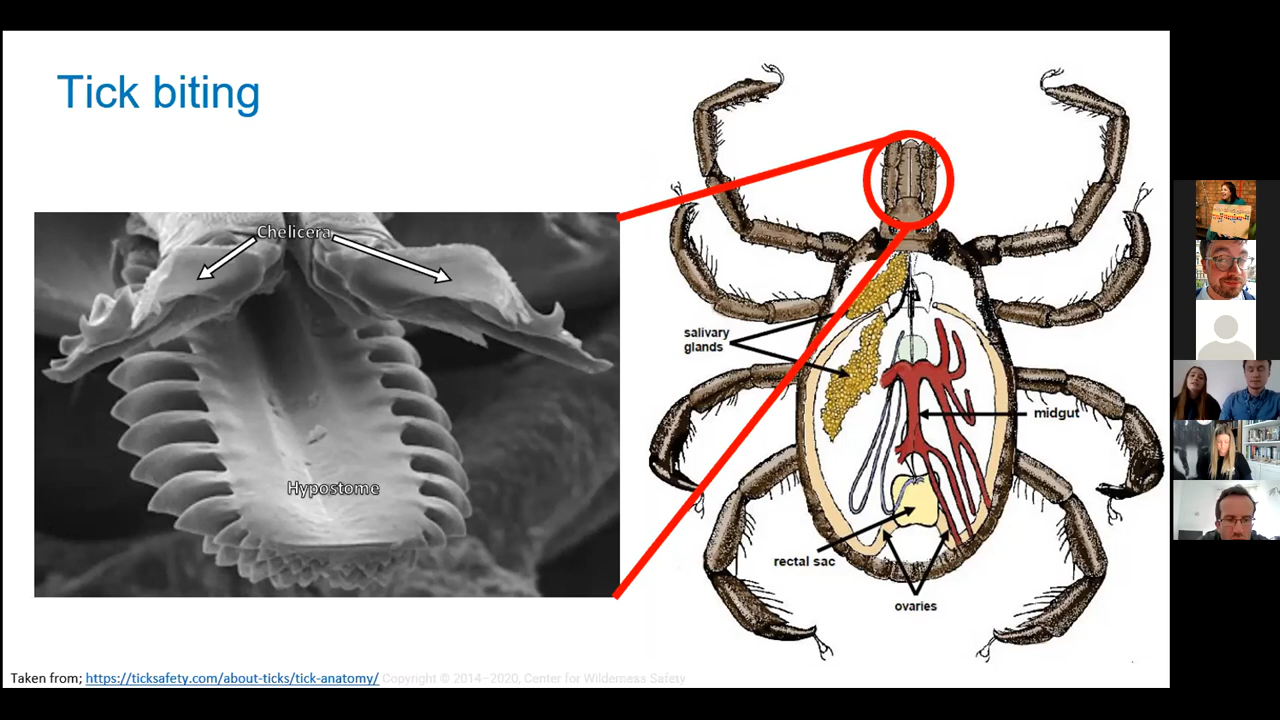 Tick biting
Chelicera
Hypostome
salivary
glands
midgut
rectal sac
ovaries
Taken from; https://ticksafety.com/about-ticks/tick-anatomy/ Copyright © 2014–2020, Center for Wilderness Safety